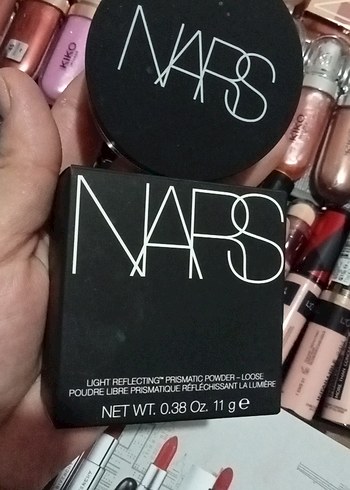 NARS
KIKO
KIKO
NARS
LIGHT REFLECTING™ PRISMATIC POWDER – LOOSE
POUDRE LIBRE PRISMATIQUE RÉFLÉCHISSANT LA LUMIÈRE
NET WT. 0.38 Oz. 11 g e